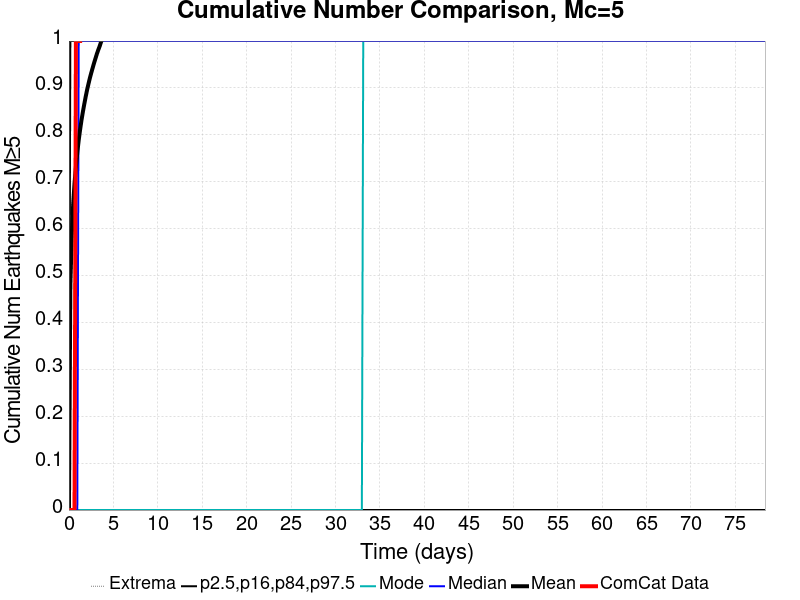 Cumulative Number Comparison, Mc=5
Cumulative Num Earthquakes M≥5
1
0.9
0.8
0.7
0.6
0.5
0.4
0.3
0.2
0.1
0
0 5 10 15 20 25 30 35 40 45 50 55 60 65 70 75
Time (days)
Extrema p2.5,p16,p84,p97.5 Mode Median Mean ComCat Data